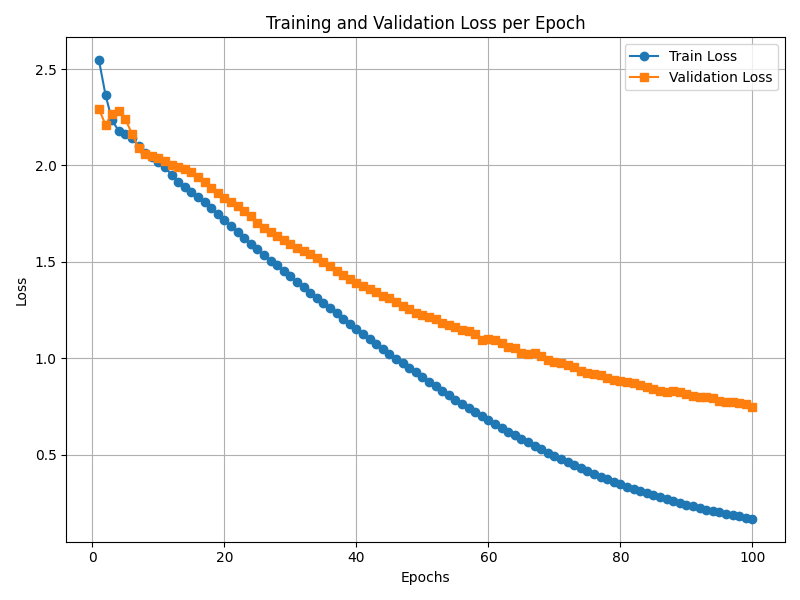 Training and Validation Loss per Epoch
Train Loss
Validation Loss
Loss
2.5
2.0
1.5
1.0
0.5
0 20 40 60 80 100
Epochs